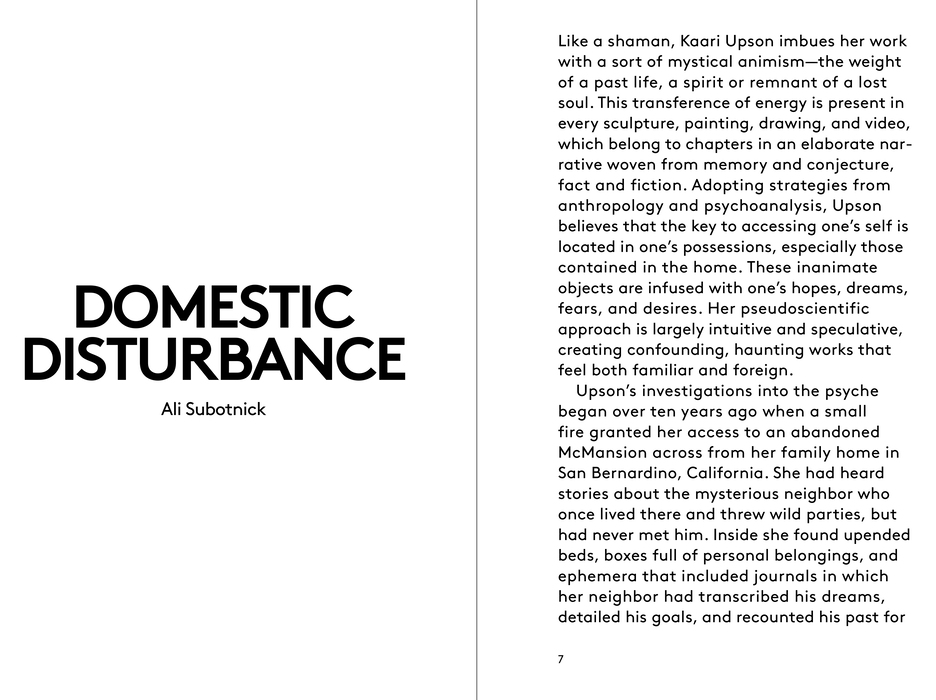 DOMESTIC
DISTURBANCE
Ali Subotnick
Like a shaman, Kaari Upson imbues her work
with a sort of mystical animism—the weight
of a past life, a spirit or remnant of a lost
soul. This transference of energy is present in
every sculpture, painting, drawing, and video,
which belong to chapters in an elaborate nar-
rative woven from memory and conjecture,
fact and fiction. Adopting strategies from
anthropology and psychoanalysis, Upson
believes that the key to accessing one’s self is
located in one’s possessions, especially those
contained in the home. These inanimate
objects are infused with one’s hopes, dreams,
fears, and desires. Her pseudoscientific
approach is largely intuitive and speculative,
creating confounding, haunting works that
feel both familiar and foreign.
Upson’s investigations into the psyche
began over ten years ago when a small
fire granted her access to an abandoned
McMansion across from her family home in
San Bernardino, California. She had heard
stories about the mysterious neighbor who
once lived there and threw wild parties, but
had never met him. Inside she found upended
beds, boxes full of personal belongings, and
ephemera that included journals in which
her neighbor had transcribed his dreams,
detailed his goals, and recounted his past for
7